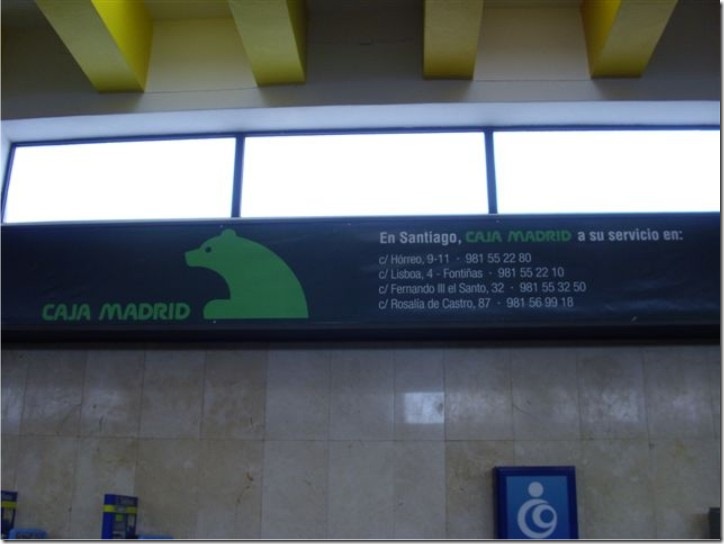 CAJA MADRID
En Santiago, CAJA MADRID a su servicio en:
c/ Hórreo, 9-11 · 981 55 22 80
c/ Lisboa, 4 - Fontiñas · 981 55 22 10
c/ Fernando III el Santo, 32 · 981 55 32 50
c/ Rosalía de Castro, 87 · 981 56 99 18